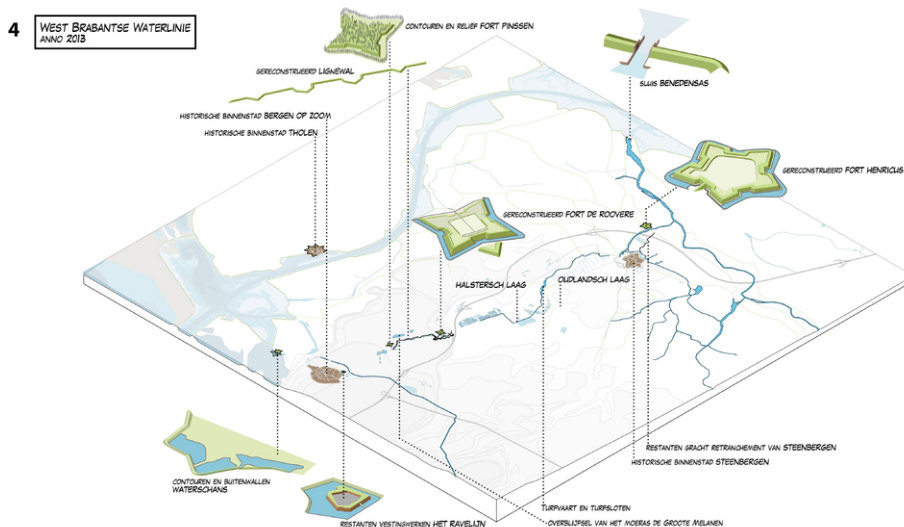 4
WEST BRABANTSE WATERLINIE
ANNO 2013
CONTOUREN EN RELIEF FORT PINSSEN
GERECONSTRUEERD LIGNEWAL
SLUIS BENEDENSAS
HISTORISCHE BINNENSTAD BERGEN OP ZOOM
HISTORISCHE BINNENSTAD THOLEN
GERECONSTRUEERD FORT HENRICUS
GERECONSTRUEERD FORT DE ROOVERE
HALSTERSCH LAAG
OUDLANDSCH LAAG
RESTANTEN GRACHT RETRANCHEMENT VAN STEENBERGEN
HISTORISCHE BINNENSTAD STEENBERGEN
CONTOUREN EN BUITENWALLEN
WATERSCHANS
TURFVAART EN TURFSLOTEN
RESTANTEN VESTINGWERKEN HET RAVELIJN
OVERBLIJFSEL VAN HET MOERAS DE GROOTE MELANEN